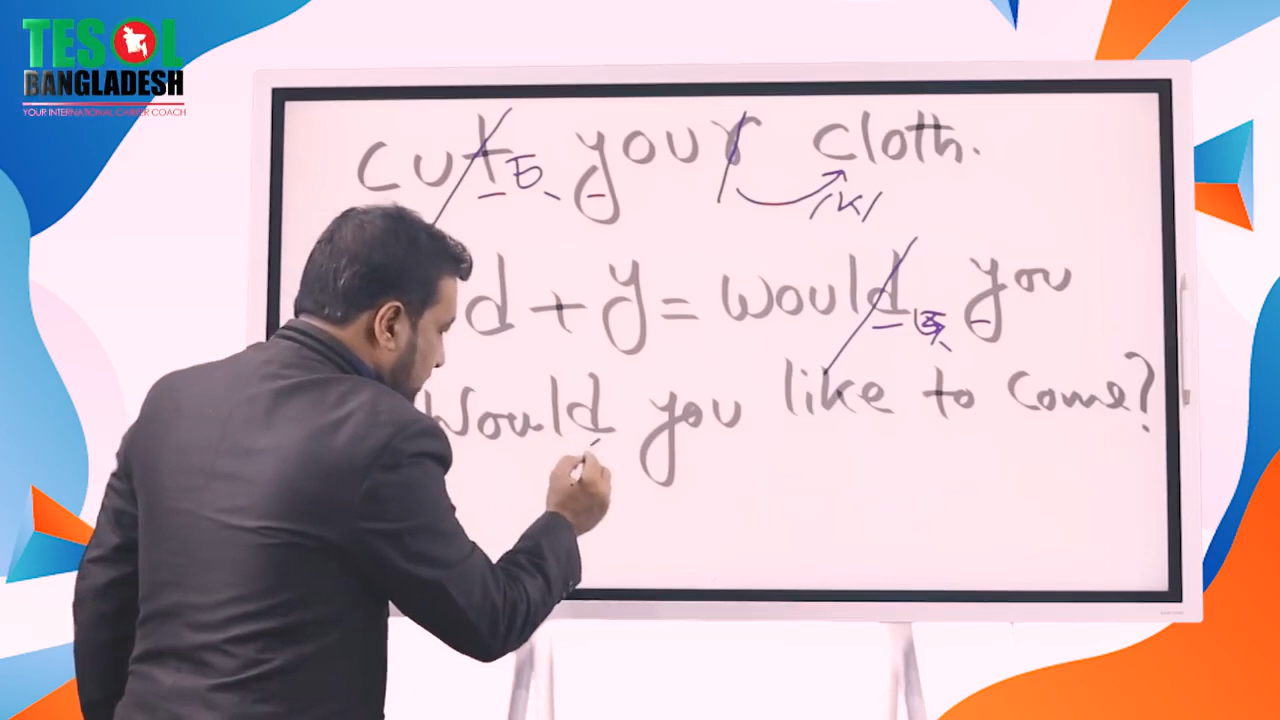 TESOL
BANGLADESH
YOUR INTERNATIONAL CAREER COACH
cut চ your cloth.
/K/
d + y = would you
would you like to come?